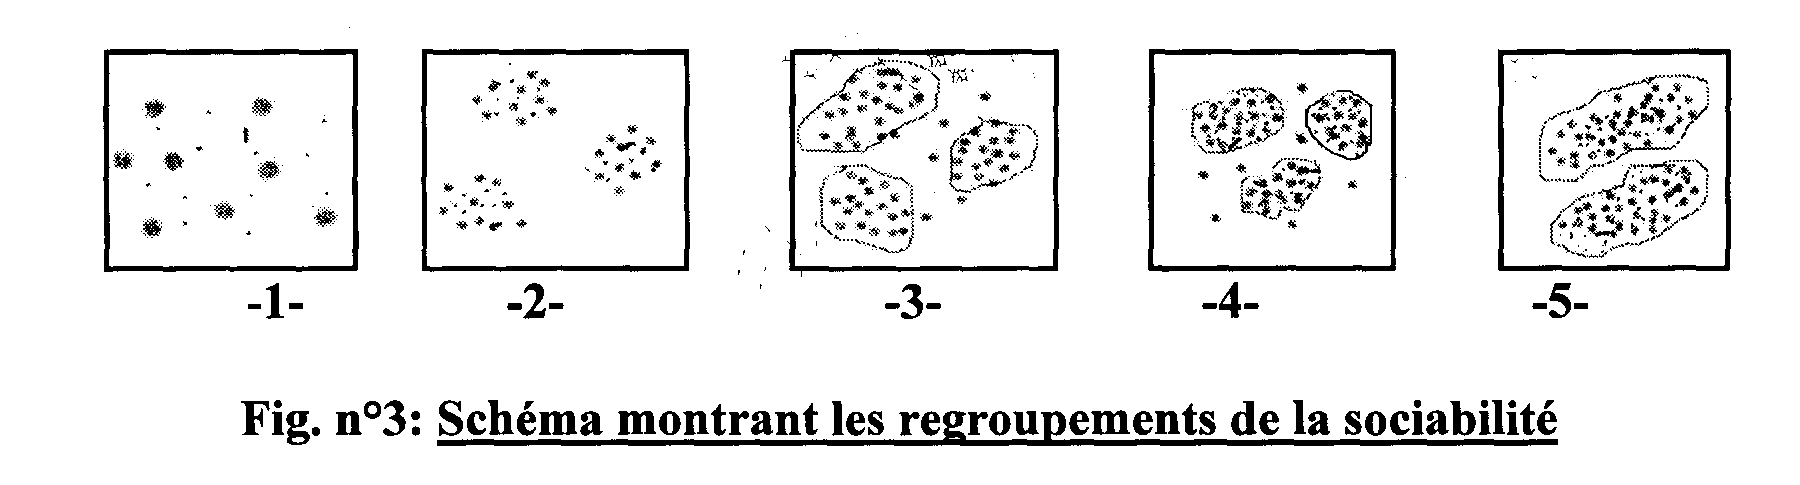 -1- -2- -3- -4- -5-
Fig. n°3: Schéma montrant les regroupements de la sociabilité